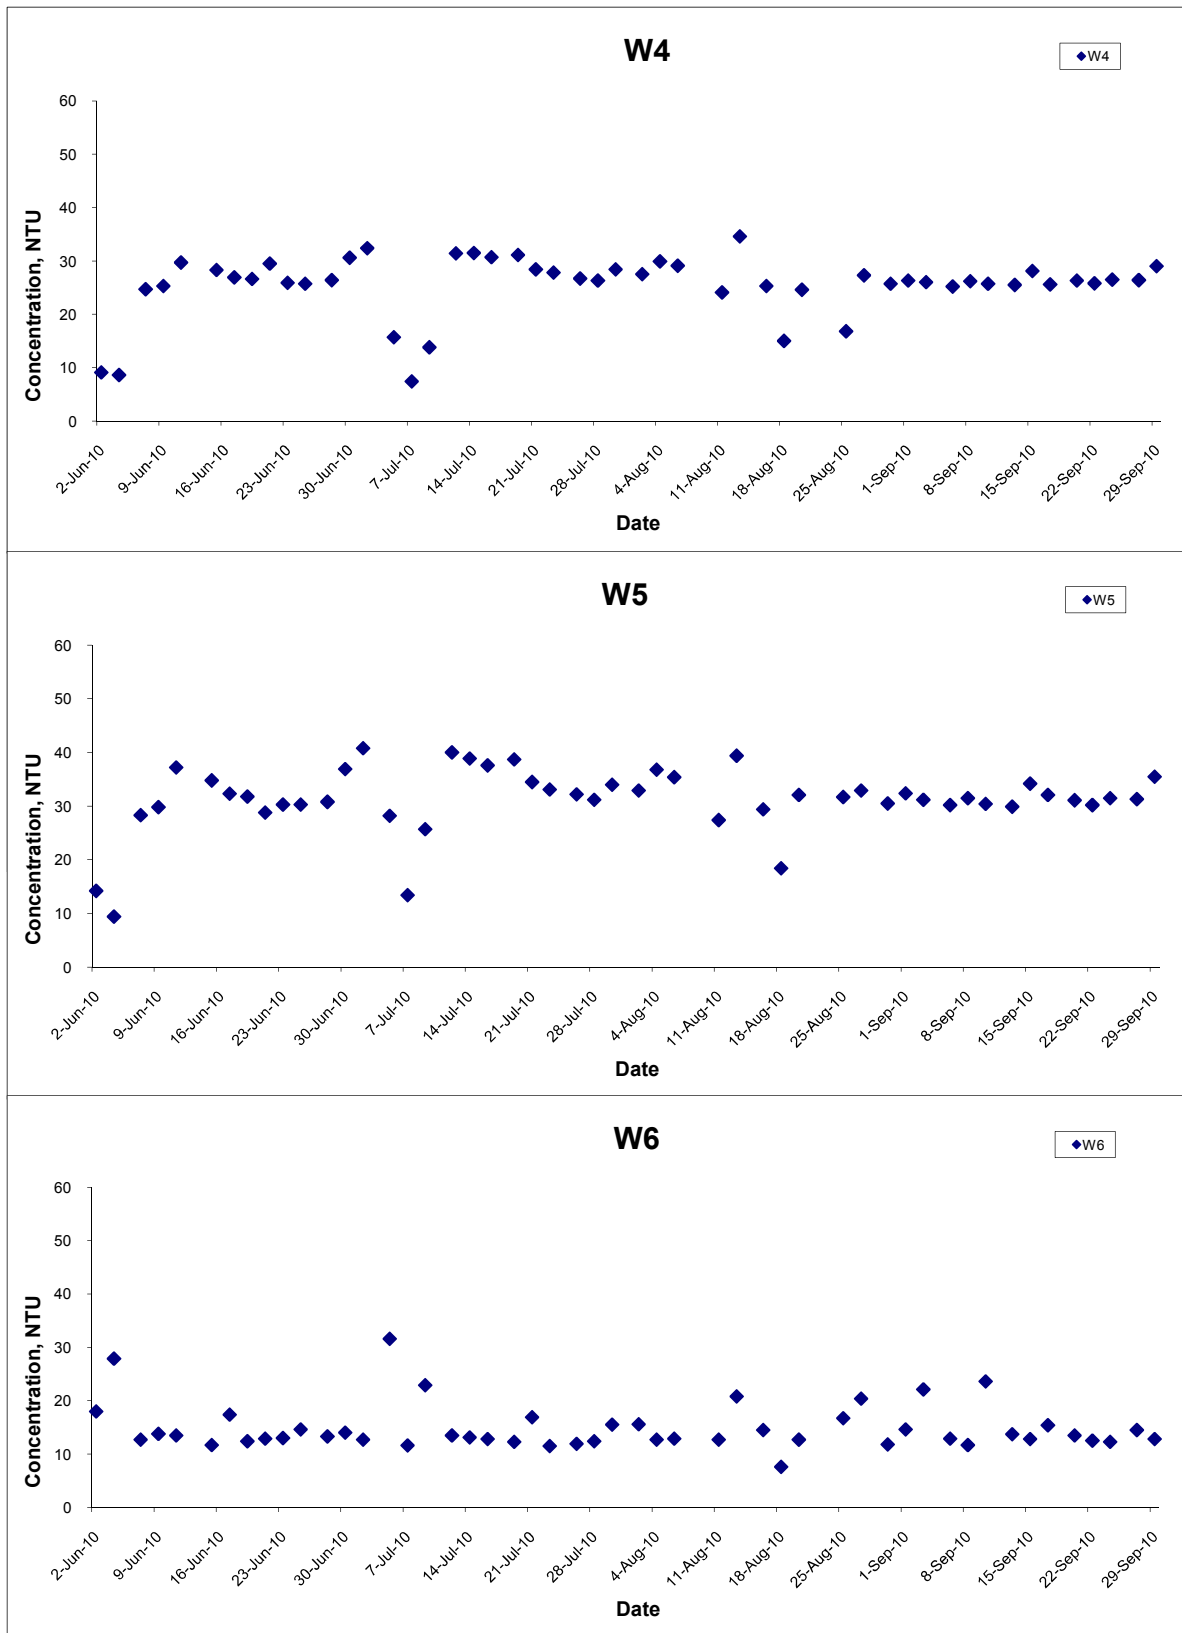 W4
W4
60
50
40
30
20
10
0
Concentration, NTU
2-Jun-10 9-Jun-10 16-Jun-10 23-Jun-10 30-Jun-10 7-Jul-10 14-Jul-10 21-Jul-10 28-Jul-10 4-Aug-10 11-Aug-10 18-Aug-10 25-Aug-10 1-Sep-10 8-Sep-10 15-Sep-10 22-Sep-10 29-Sep-10
Date
W5
W5
60
50
40
30
20
10
0
Concentration, NTU
2-Jun-10 9-Jun-10 16-Jun-10 23-Jun-10 30-Jun-10 7-Jul-10 14-Jul-10 21-Jul-10 28-Jul-10 4-Aug-10 11-Aug-10 18-Aug-10 25-Aug-10 1-Sep-10 8-Sep-10 15-Sep-10 22-Sep-10 29-Sep-10
Date
W6
W6
60
50
40
30
20
10
0
Concentration, NTU
2-Jun-10 9-Jun-10 16-Jun-10 23-Jun-10 30-Jun-10 7-Jul-10 14-Jul-10 21-Jul-10 28-Jul-10 4-Aug-10 11-Aug-10 18-Aug-10 25-Aug-10 1-Sep-10 8-Sep-10 15-Sep-10 22-Sep-10 29-Sep-10
Date